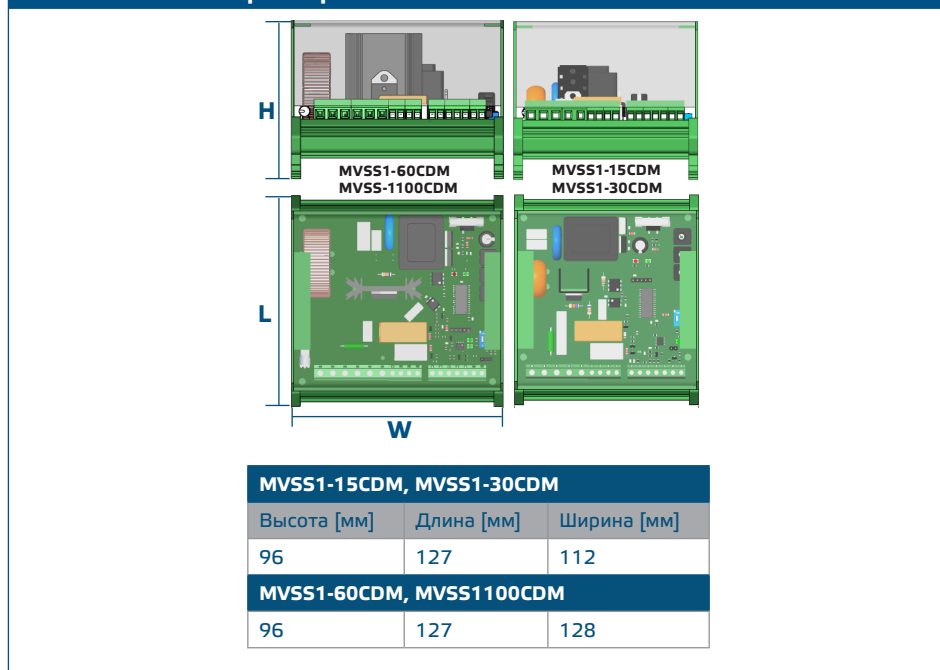 H
MVSS1-60CDM
MVSS-1100CDM
MVSS1-15CDM
MVSS1-30CDM
L
W
MVSS1-15CDM, MVSS1-30CDM
Высота [мм] Длина [мм] Ширина [мм]
96 127 112
MVSS1-60CDM, MVSS1100CDM
96 127 128